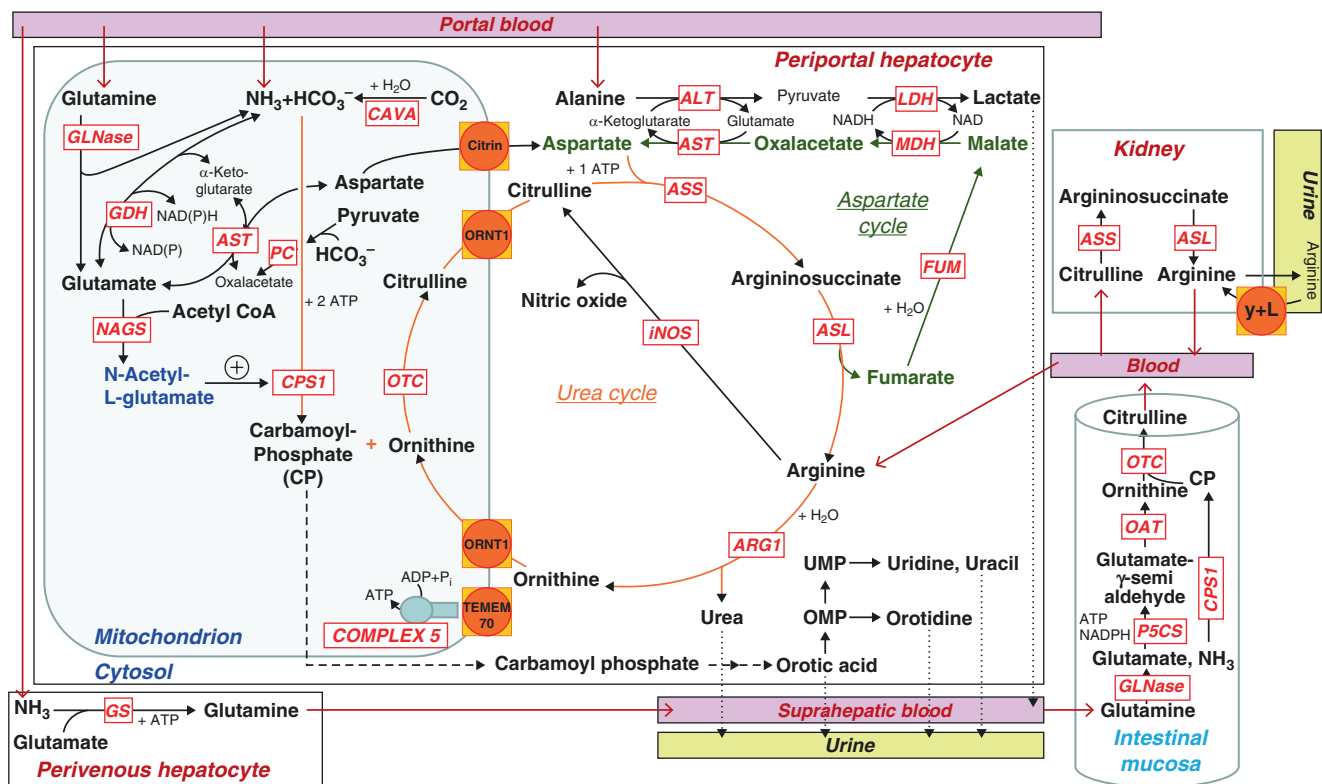 Portal blood
Periportal hepatocyte
Glutamine
NH3+HCO3−
+ H2O
CO2
CAVA
GLNase
Alanine
ALT
Pyruvate
LDH
Lactate
α-Ketoglutarate
Glutamate
NADH
NAD
Citrin
Aspartate
AST
Oxalacetate
MDH
Malate
+ 1 ATP
α-Keto-
glutarate
Aspartate
Citrulline
ASS
Aspartate
cycle
GDH
NAD(P)H
NAD(P)
AST
PC
Pyruvate
HCO3−
ORNT1
Glutamate
Oxalacetate
Citrulline
Argininosuccinate
FUM
Nitric oxide
+ H2O
Acetyl CoA
+ 2 ATP
NAGS
iNOS
ASL
N-Acetyl-
L-glutamate
+
CPS1
OTC
Urea cycle
Fumarate
Carbamoyl-
Phosphate
(CP)
+
Ornithine
Arginine
+ H2O
ARG1
ORNT1
Ornithine
UMP
Uridine, Uracil
ADP+Pi
ATP
TEMEM
70
COMPLEX 5
Urea
OMP
Orotidine
Mitochondrion
Cytosol
Carbamoyl phosphate
Orotic acid
NH3
GS
+ ATP
Glutamine
Glutamate
Perivenous hepatocyte
Suprahepatic blood
Urine
Kidney
Urine
Argininosuccinate
ASS
ASL
Citrulline
Arginine
Arginine
y+L
Blood
Citrulline
OTC
CP
Ornithine
OAT
Glutamate-
γ-semi
aldehyde
CPS1
ATP
NADPH
P5CS
Glutamate, NH3
GLNase
Glutamine
Intestinal
mucosa